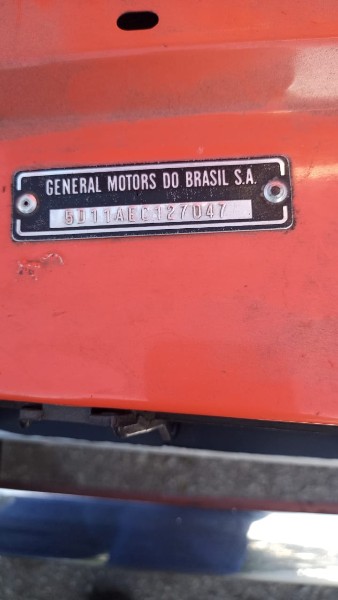 GENERAL MOTORS DO BRASIL S.A.
5D11AEC127047